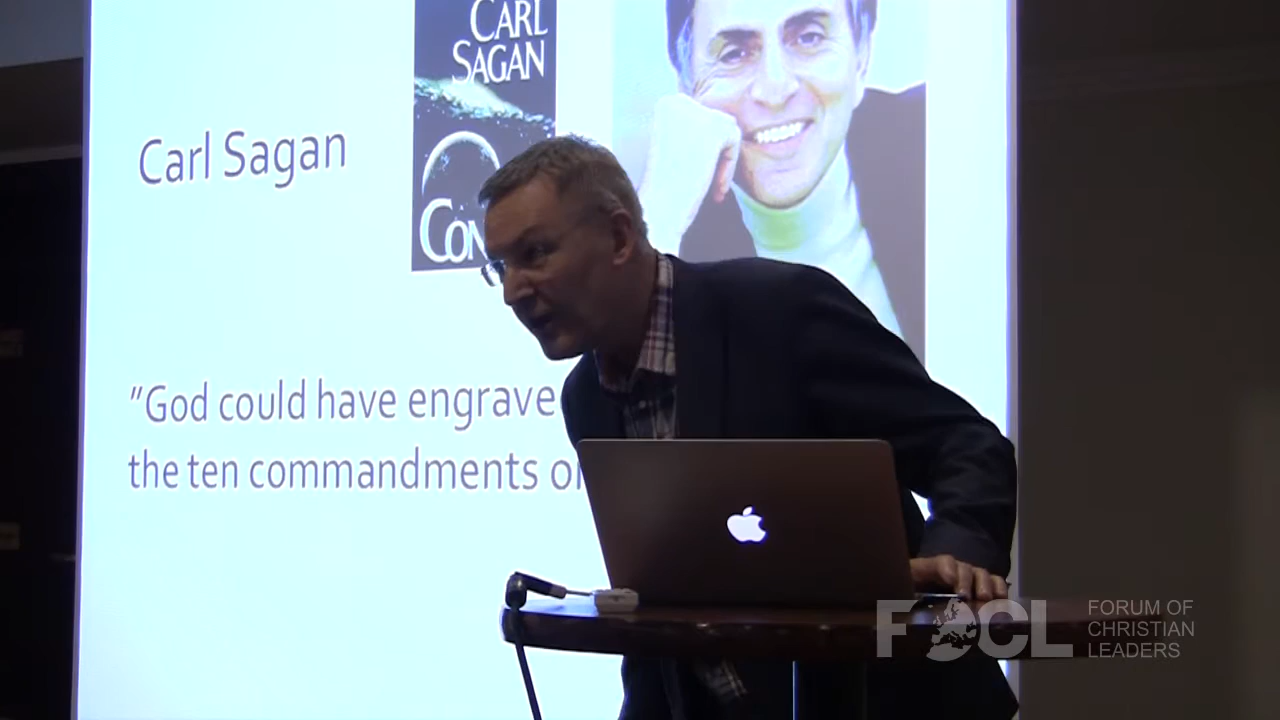 CARL
SAGAN
Carl Sagan
"God could have engrave
the ten commandments
FOCL
FORUM OF
CHRISTIAN
LEADERS